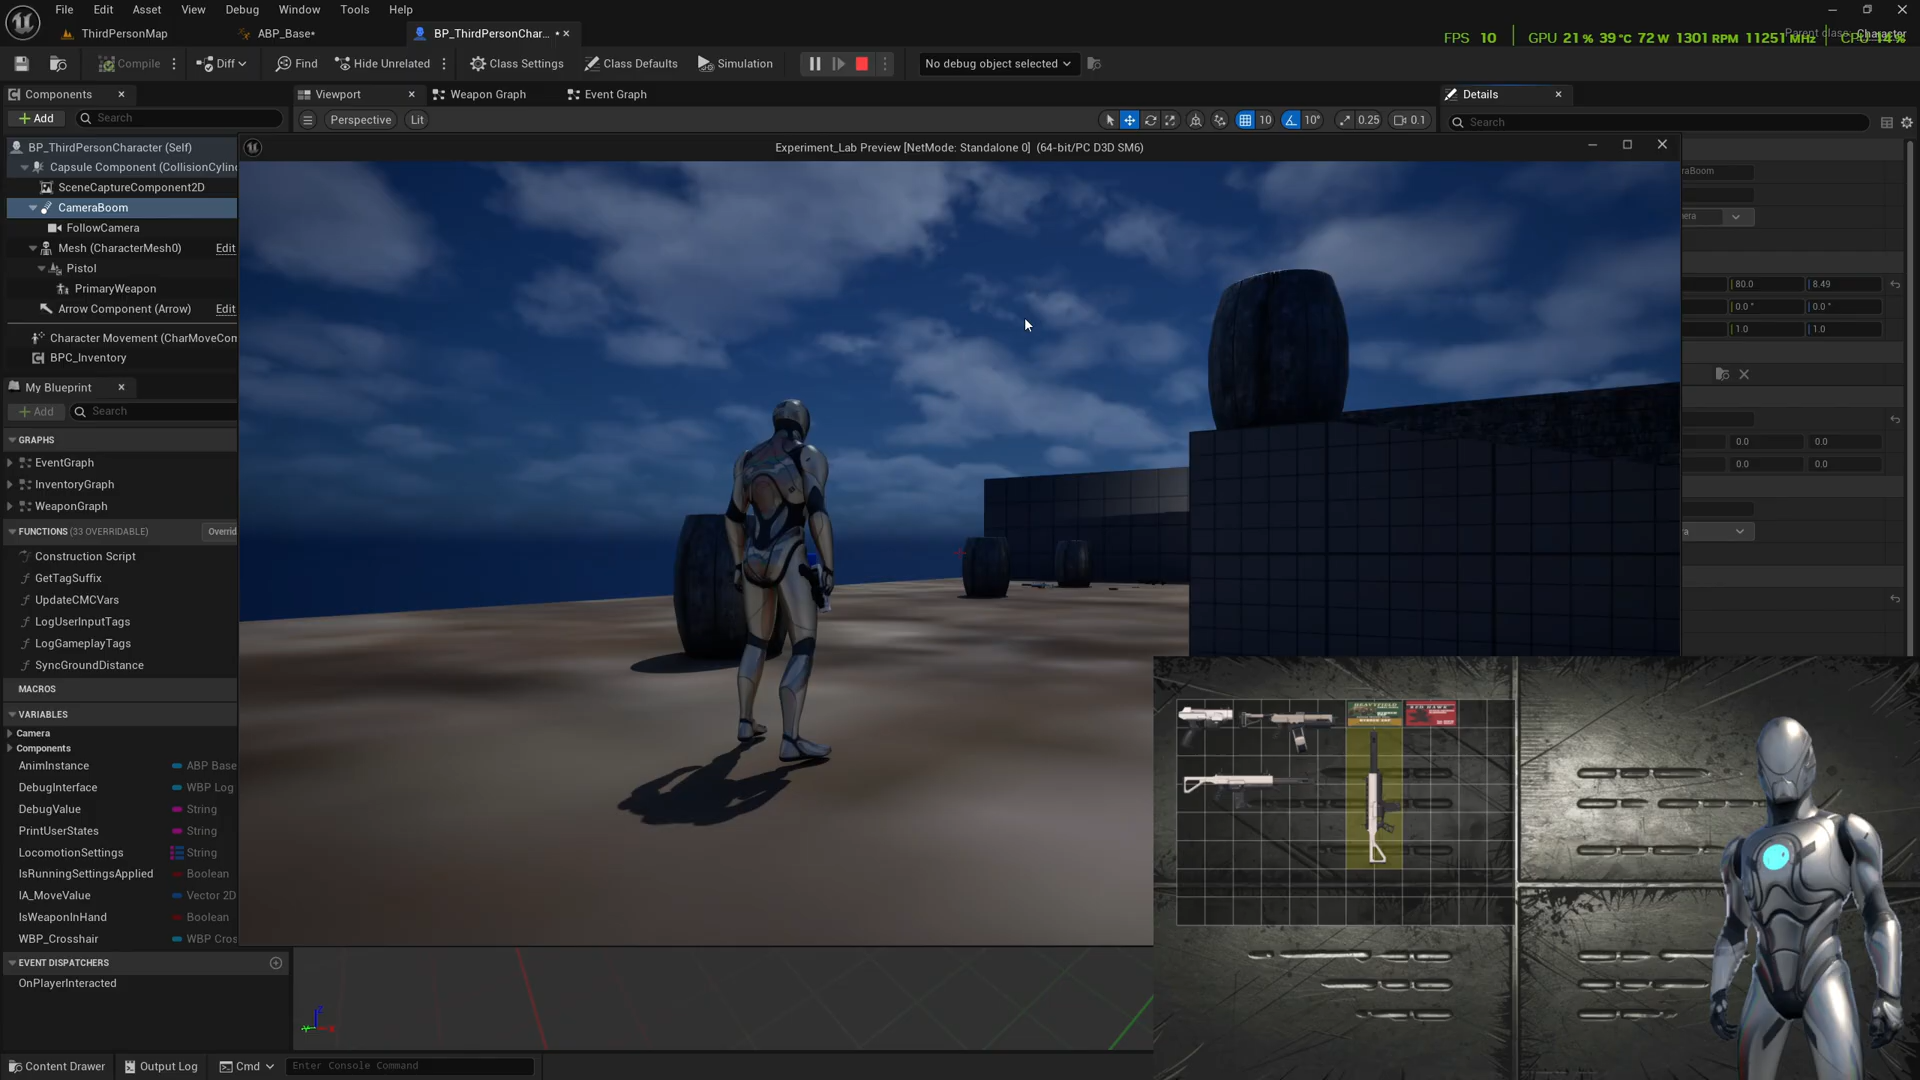 File Edit Asset View Debug Window Tools Help
ThirdPersonMap ABP_Base* BP_ThirdPersonChar... *
Parent class: Character
FPS 10 GPU 21 % 39 °C 72 W 1301 RPM 11251 MHz CPU 14 %
Compile Diff Find Hide Unrelated Class Settings Class Defaults Simulation No debug object selected
Components Viewport Weapon Graph Event Graph Details
Add Search Perspective Lit 10 10° 0.25 0.1 Search
Experiment_Lab Preview [NetMode: Standalone 0] (64-bit/PC D3D SM6)
BP_ThirdPersonCharacter (Self)
Capsule Component (CollisionCylin
SceneCaptureComponent2D
CameraBoom
FollowCamera
Mesh (CharacterMesh0) Edit
Pistol
PrimaryWeapon
Arrow Component (Arrow) Edit
Character Movement (CharMoveCom
BPC_Inventory
raBoom
era
80.0 8.49
0.0 ° 0.0 °
1.0 1.0
0.0 0.0
0.0 0.0
a
My Blueprint
Add Search
GRAPHS
EventGraph
InventoryGraph
WeaponGraph
FUNCTIONS (33 OVERRIDABLE) Overrid
Construction Script
GetTagSuffix
UpdateCMCVars
LogUserInputTags
LogGameplayTags
SyncGroundDistance
MACROS
VARIABLES
Camera
Components
AnimInstance ABP Base
DebugInterface WBP Log
DebugValue String
PrintUserStates String
LocomotionSettings String
IsRunningSettingsApplied Boolean
IA_MoveValue Vector 2D
IsWeaponInHand Boolean
WBP_Crosshair WBP Cros
EVENT DISPATCHERS
OnPlayerInteracted
Content Drawer Output Log Cmd Enter Console Command